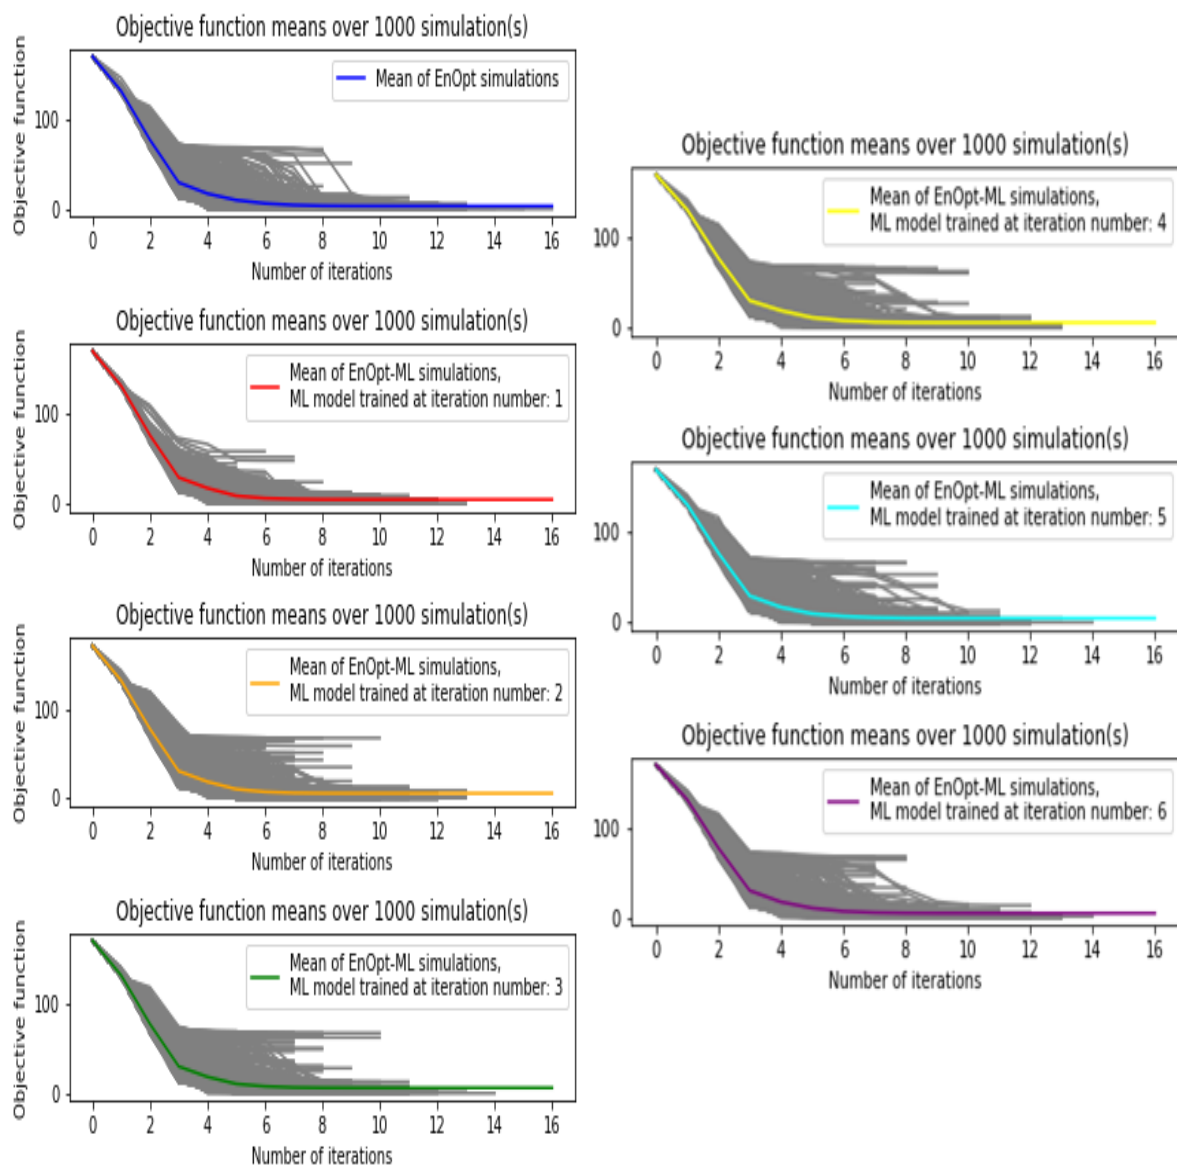 Objective function means over 1000 simulation(s)
Objective function
100
0
Mean of EnOpt simulations
0 2 4 6 8 10 12 14 16
Number of iterations
Objective function means over 1000 simulation(s)
Objective function
100
0
Mean of EnOpt-ML simulations,
ML model trained at iteration number: 1
0 2 4 6 8 10 12 14 16
Number of iterations
Objective function means over 1000 simulation(s)
Objective function
100
0
Mean of EnOpt-ML simulations,
ML model trained at iteration number: 2
0 2 4 6 8 10 12 14 16
Number of iterations
Objective function means over 1000 simulation(s)
Objective function
100
0
Mean of EnOpt-ML simulations,
ML model trained at iteration number: 3
0 2 4 6 8 10 12 14 16
Number of iterations
Objective function means over 1000 simulation(s)
100
0
Mean of EnOpt-ML simulations,
ML model trained at iteration number: 4
0 2 4 6 8 10 12 14 16
Number of iterations
Objective function means over 1000 simulation(s)
100
0
Mean of EnOpt-ML simulations,
ML model trained at iteration number: 5
0 2 4 6 8 10 12 14 16
Number of iterations
Objective function means over 1000 simulation(s)
100
0
Mean of EnOpt-ML simulations,
ML model trained at iteration number: 6
0 2 4 6 8 10 12 14 16
Number of iterations